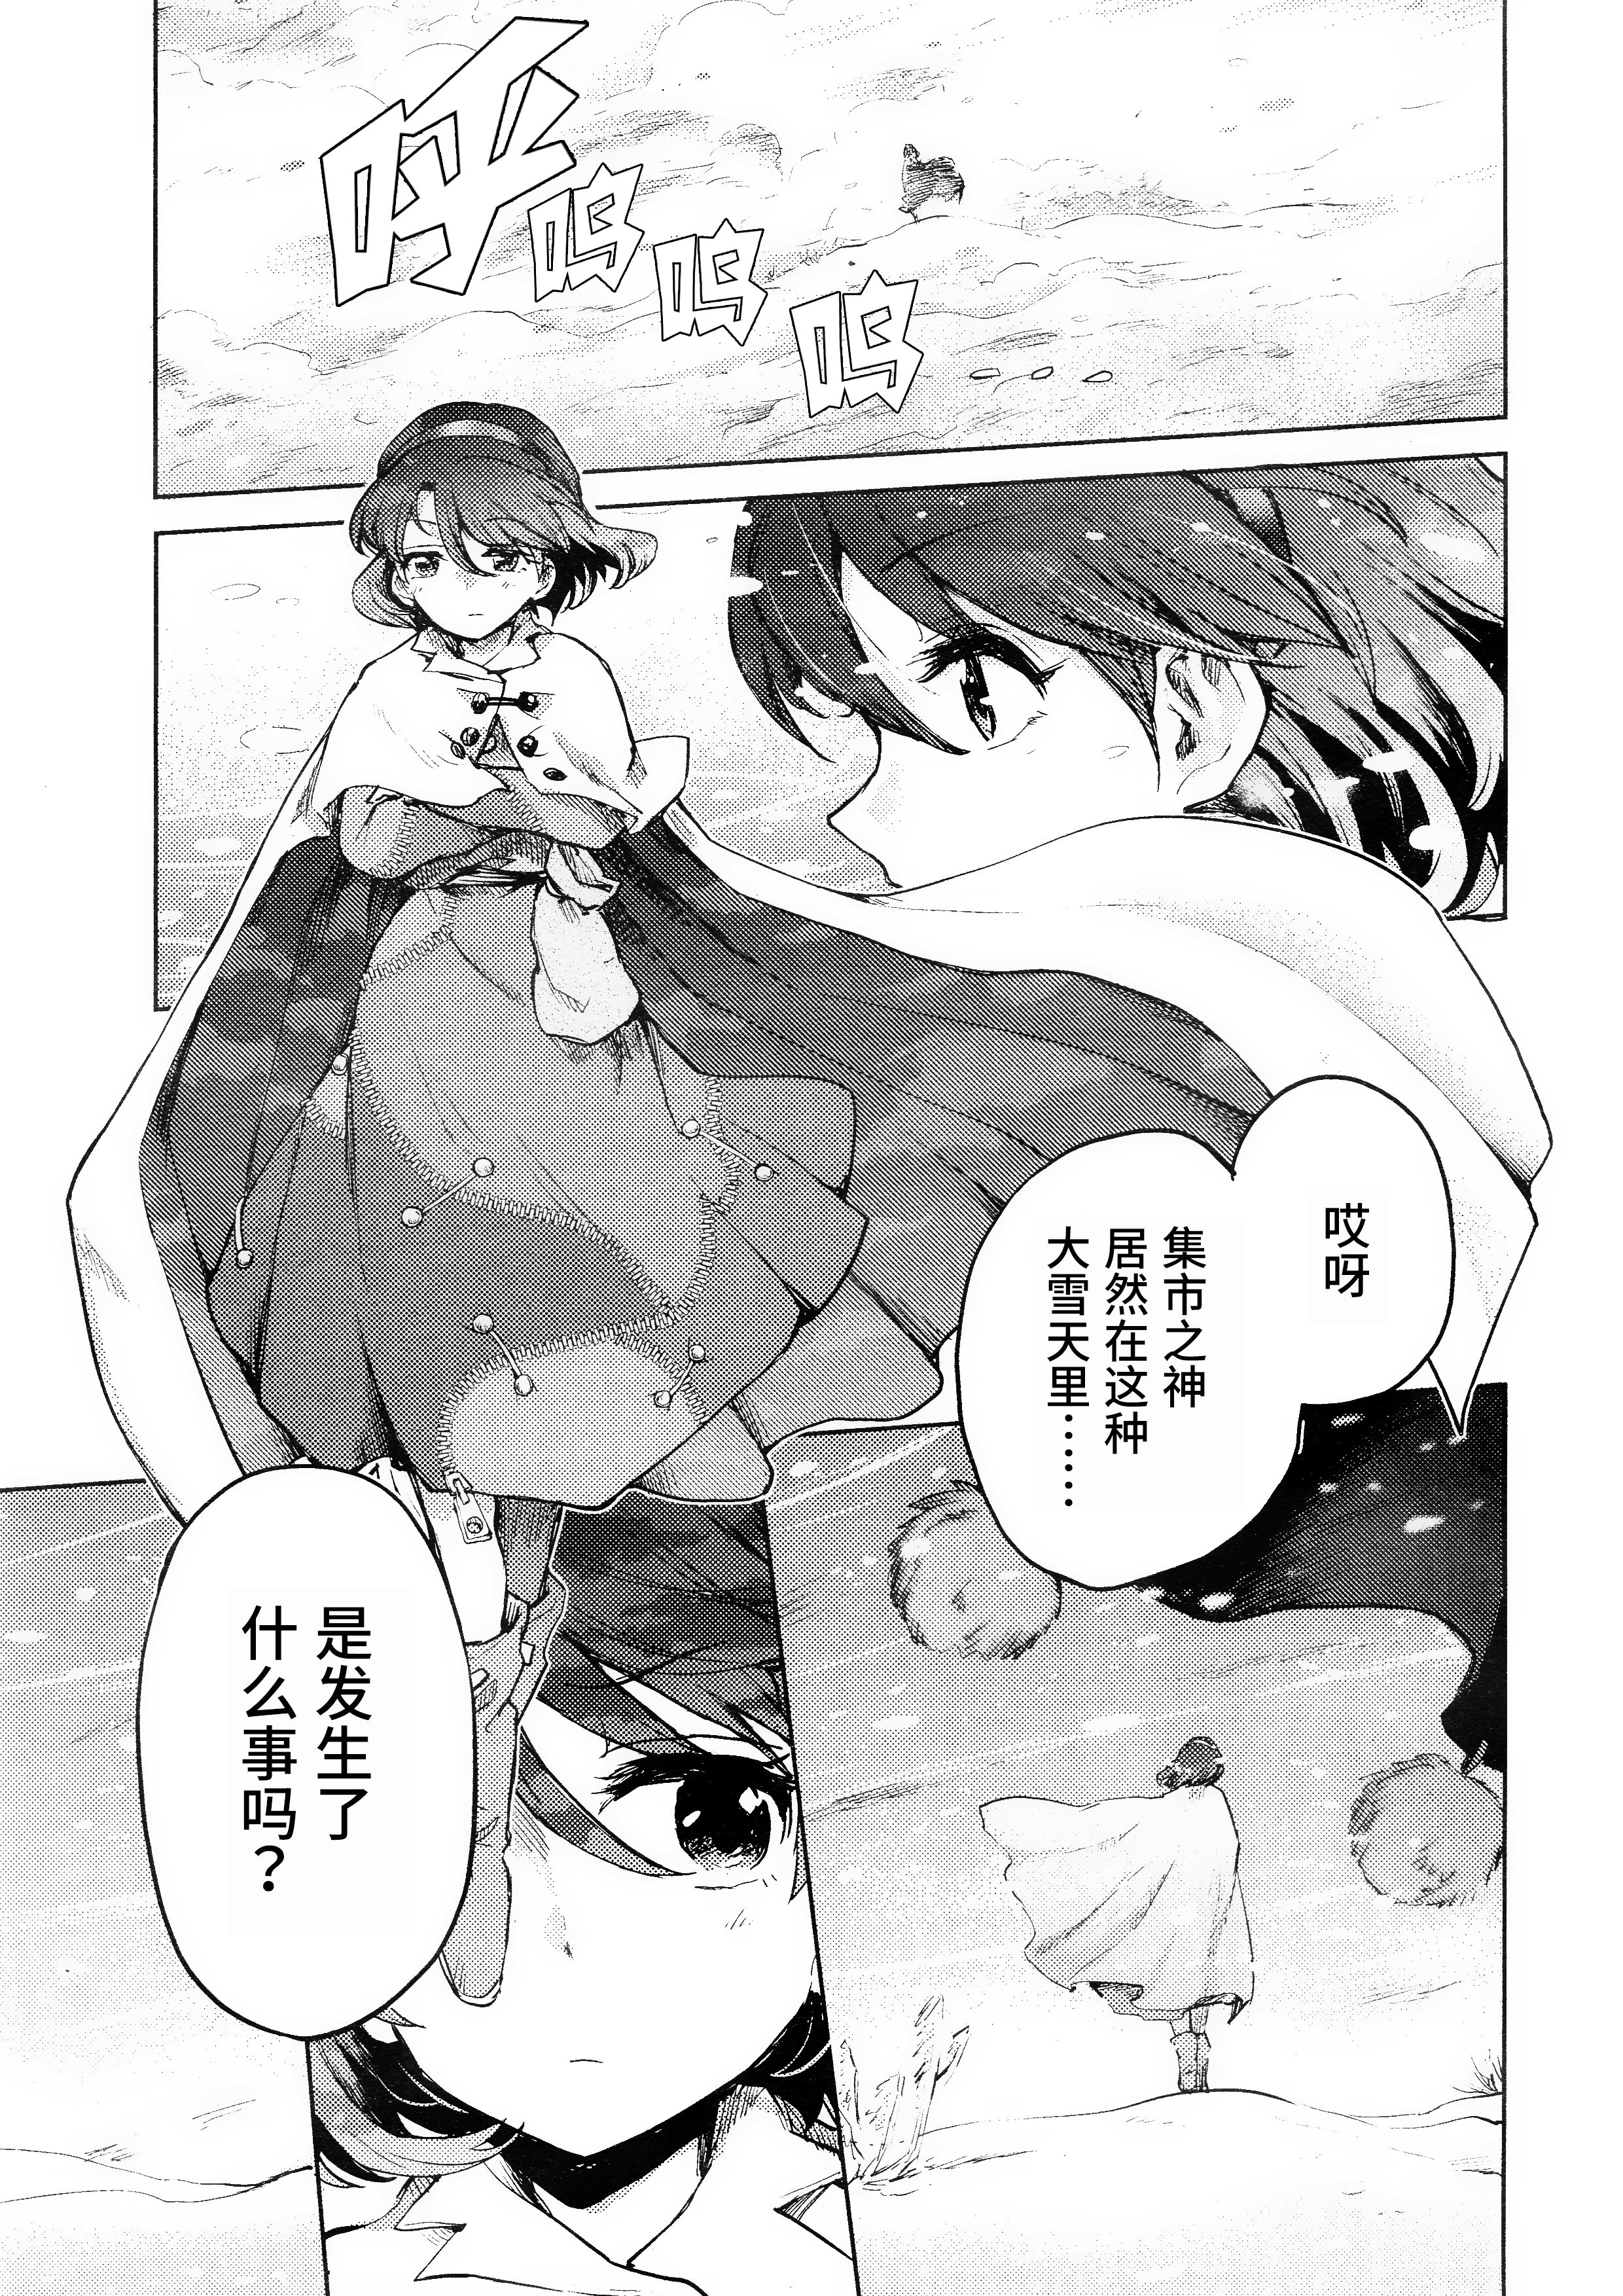 呼呜呜呜
哎呀
集市之神
居然在这种
大雪天里……
是发生了
什么事吗？